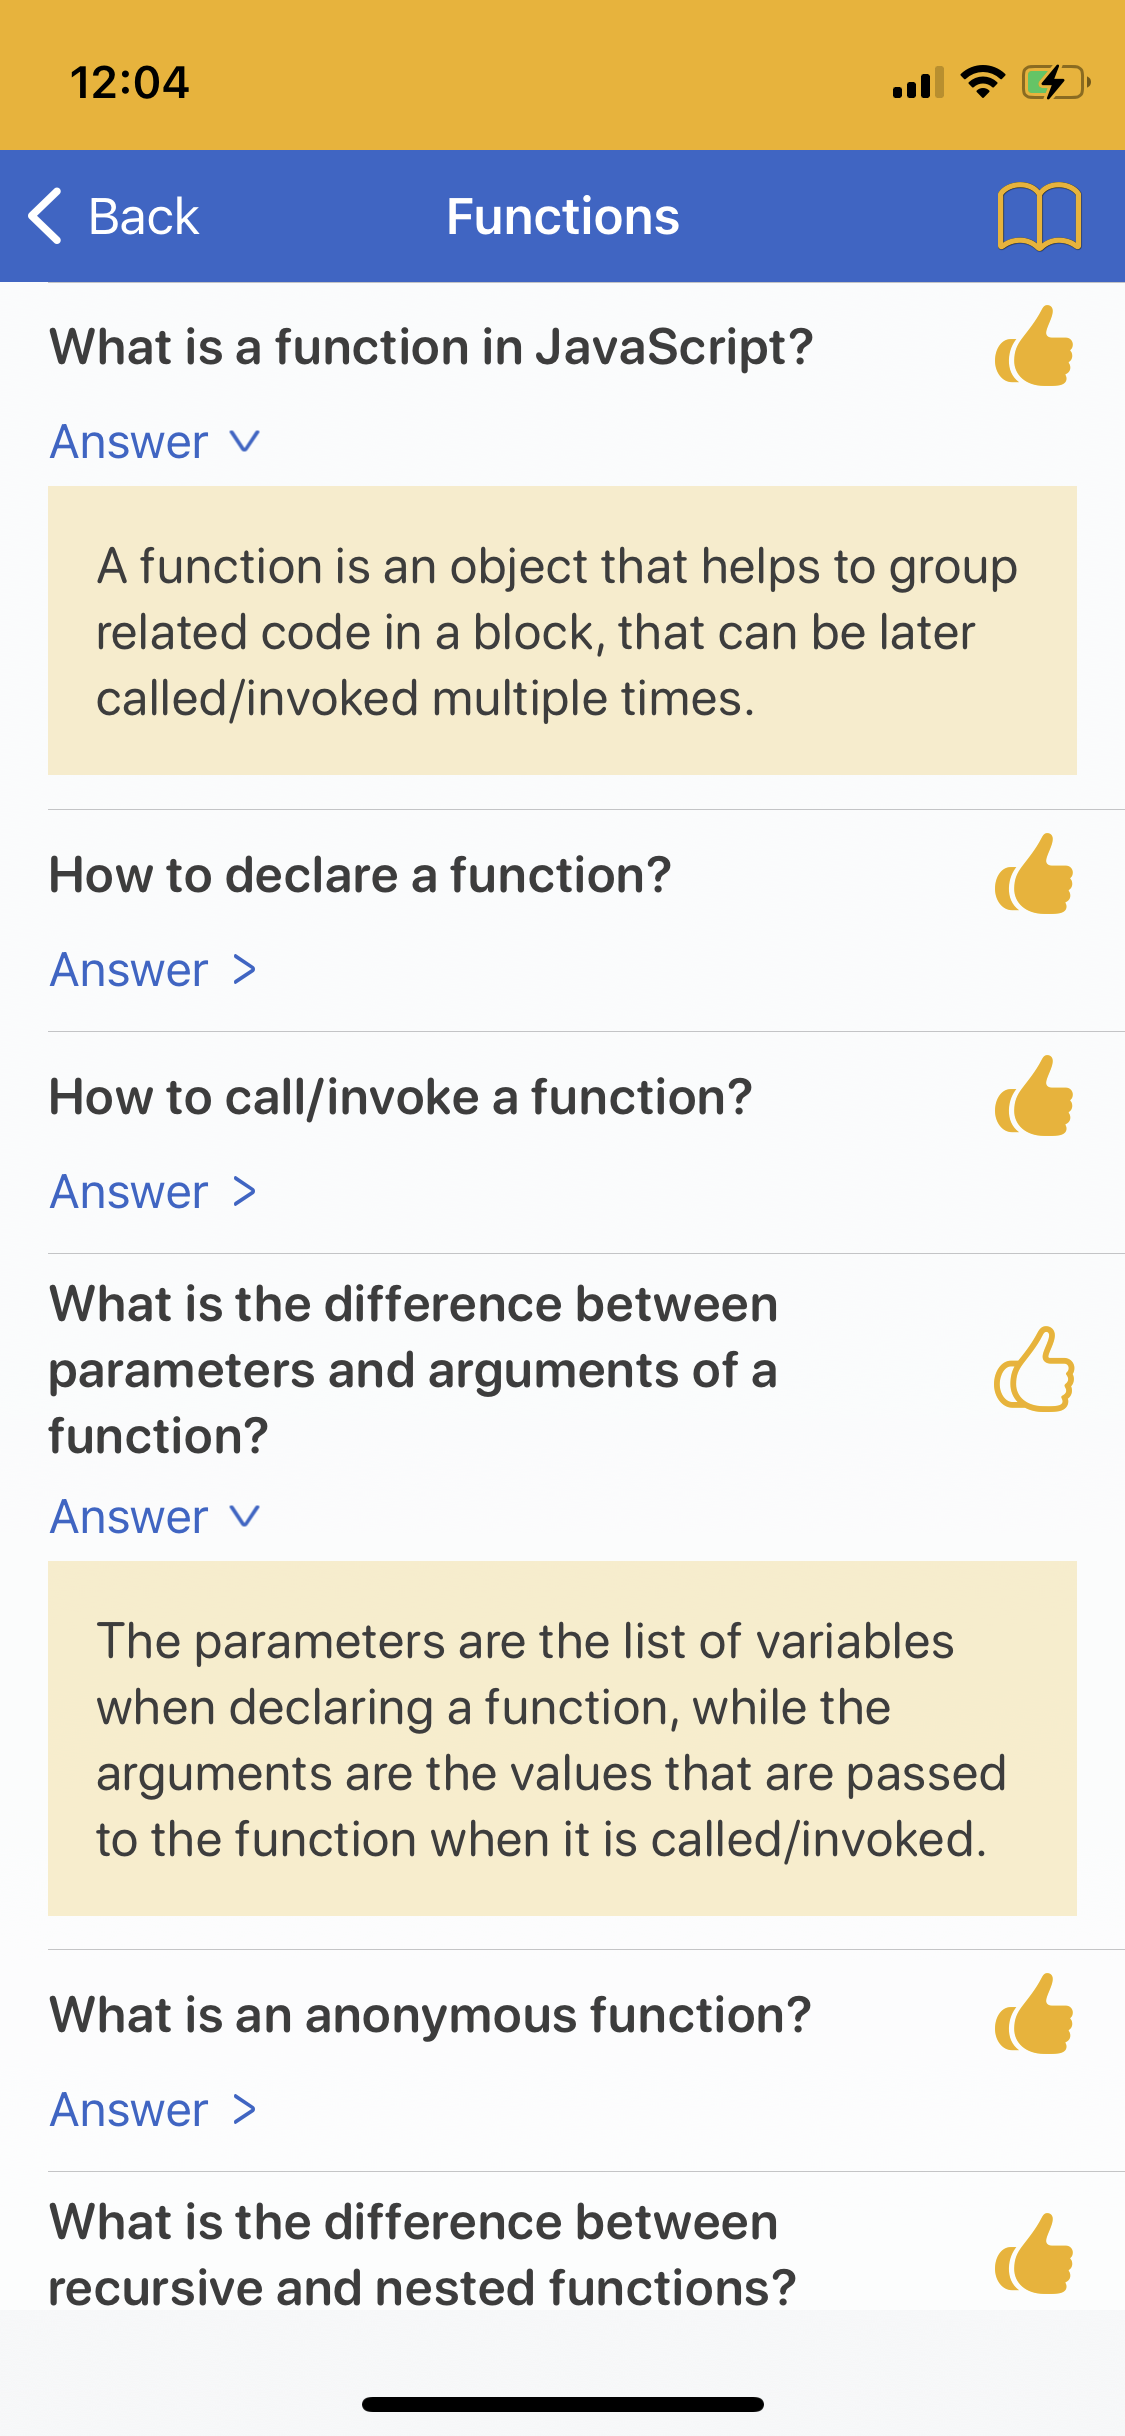 12:04
Back
Functions
What is a function in JavaScript?
Answer
A function is an object that helps to group
related code in a block, that can be later
called/invoked multiple times.
How to declare a function?
Answer
How to call/invoke a function?
Answer
What is the difference between
parameters and arguments of a
function?
Answer
The parameters are the list of variables
when declaring a function, while the
arguments are the values that are passed
to the function when it is called/invoked.
What is an anonymous function?
Answer
What is the difference between
recursive and nested functions?